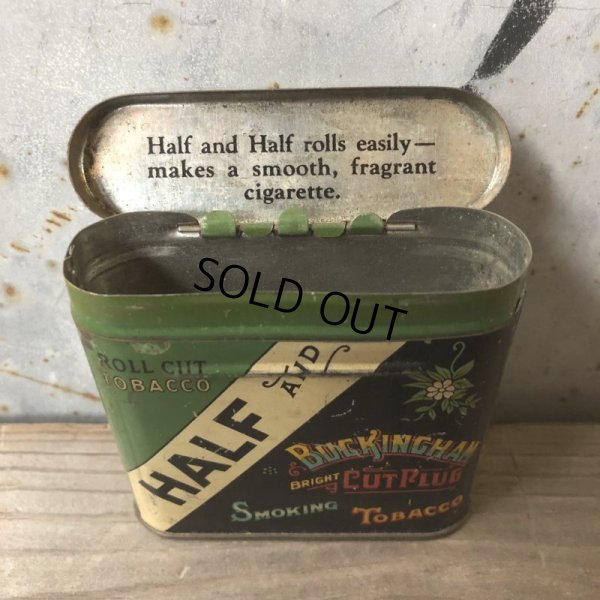 Half and Half rolls easily—
makes a smooth, fragrant
cigarette.
SOLD OUT
ROLL CUT
TOBACCO
HALF AND
BUCKINGHAM
BRIGHT CUT PLUG
SMOKING TOBACCO